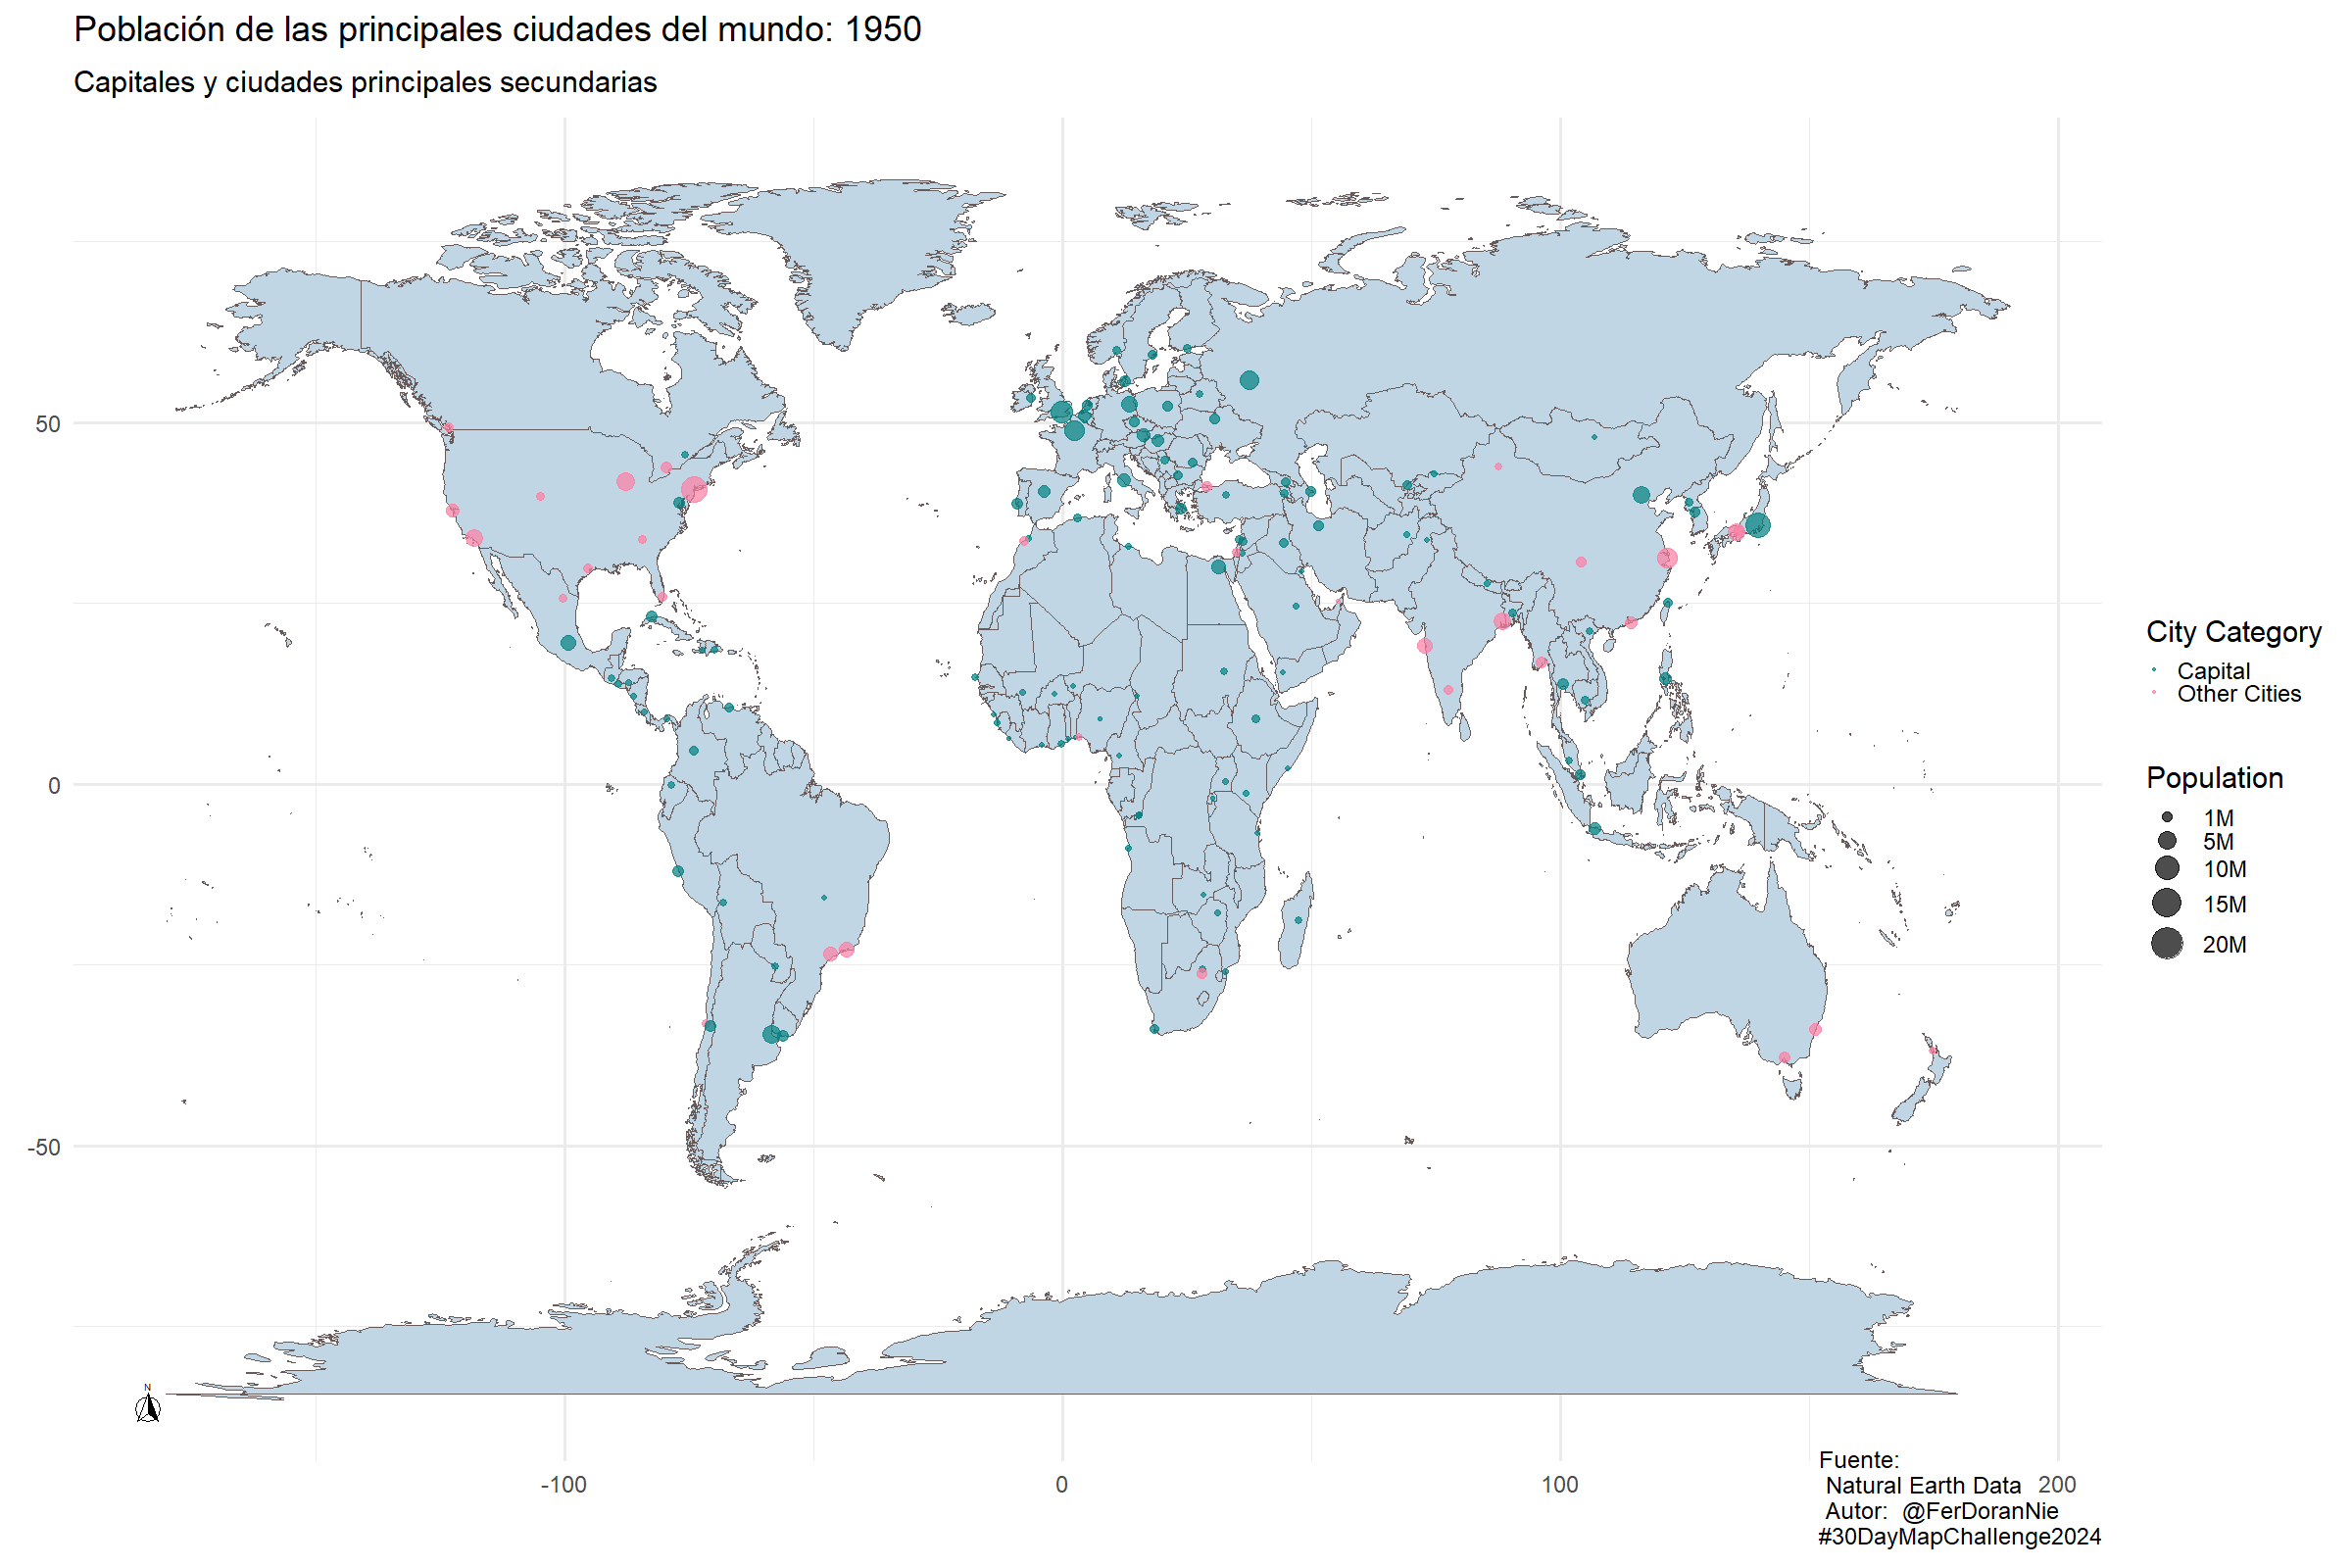 Población de las principales ciudades del mundo: 1950
Capitales y ciudades principales secundarias
50
0
-50
-100
0
100
200
N
City Category
Capital
Other Cities
Population
1M
5M
10M
15M
20M
Fuente:
Natural Earth Data
Autor: @FerDoranNie
#30DayMapChallenge2024